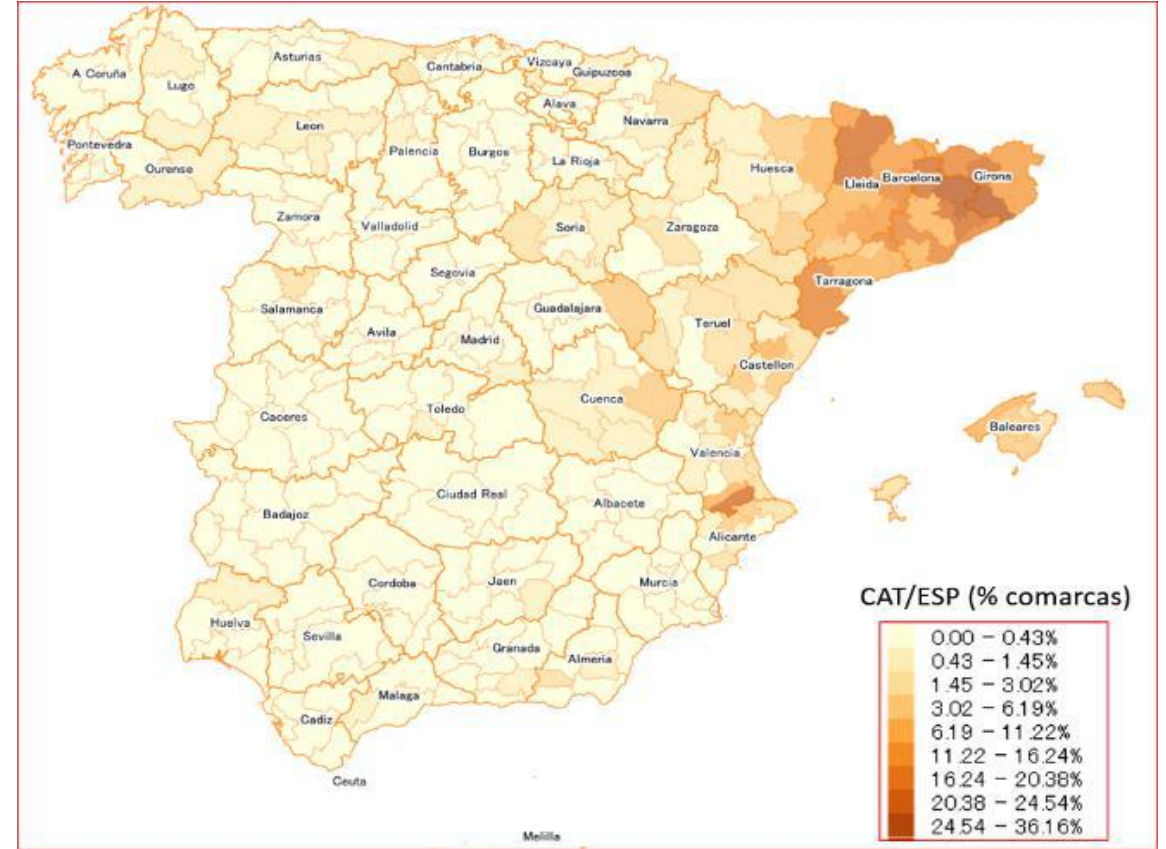 Asturias
Cantabria
Vizcaya
Guipuzcoa
A Coruña
Lugo
Alava
Navarra
Leon
Pontevedra
Palencia
Burgos
La Rioja
Ourense
Huesca
Lleida
Barcelona
Girona
Zamora
Valladolid
Soria
Zaragoza
Segovia
Tarragona
Salamanca
Guadalajara
Avila
Madrid
Teruel
Castellon
Cuenca
Caceres
Toledo
Baleares
Valencia
Ciudad Real
Albacete
Badajoz
Alicante
Cordoba
Jaen
Murcia
Huelva
Sevilla
Granada
Almeria
Malaga
Cadiz
Ceuta
Melilla
CAT/ESP (% comarcas)
0.00 – 0.43%
0.43 – 1.45%
1.45 – 3.02%
3.02 – 6.19%
6.19 – 11.22%
11.22 – 16.24%
16.24 – 20.38%
20.38 – 24.54%
24.54 – 36.16%